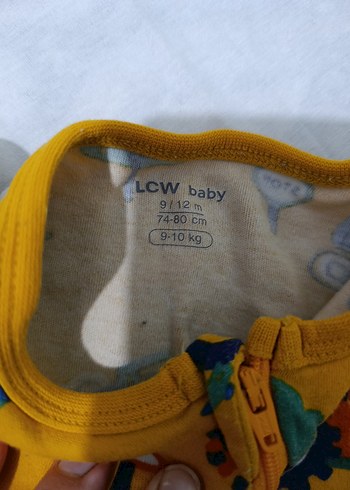 LCW baby
9 / 12 m
74-80 cm
9-10 kg